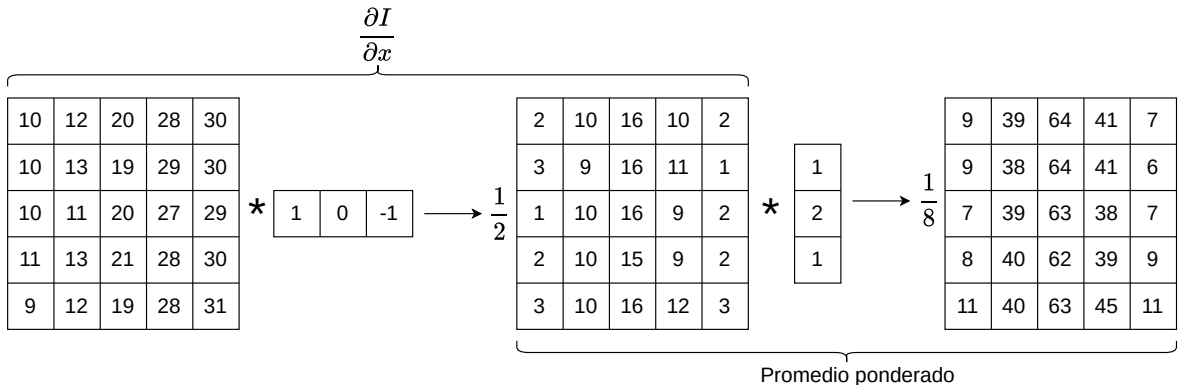 ∂I
∂x
10 12 20 28 30 2 10 16 10 2 9 39 64 41 7
10 13 19 29 30 3 9 16 11 1 1 9 38 64 41 6
10 11 20 27 29 * 1 0 -1 1/2 1 10 16 9 2 * 2 1/8 7 39 63 38 7
11 13 21 28 30 2 10 15 9 2 1 8 40 62 39 9
9 12 19 28 31 3 10 16 12 3 11 40 63 45 11
Promedio ponderado